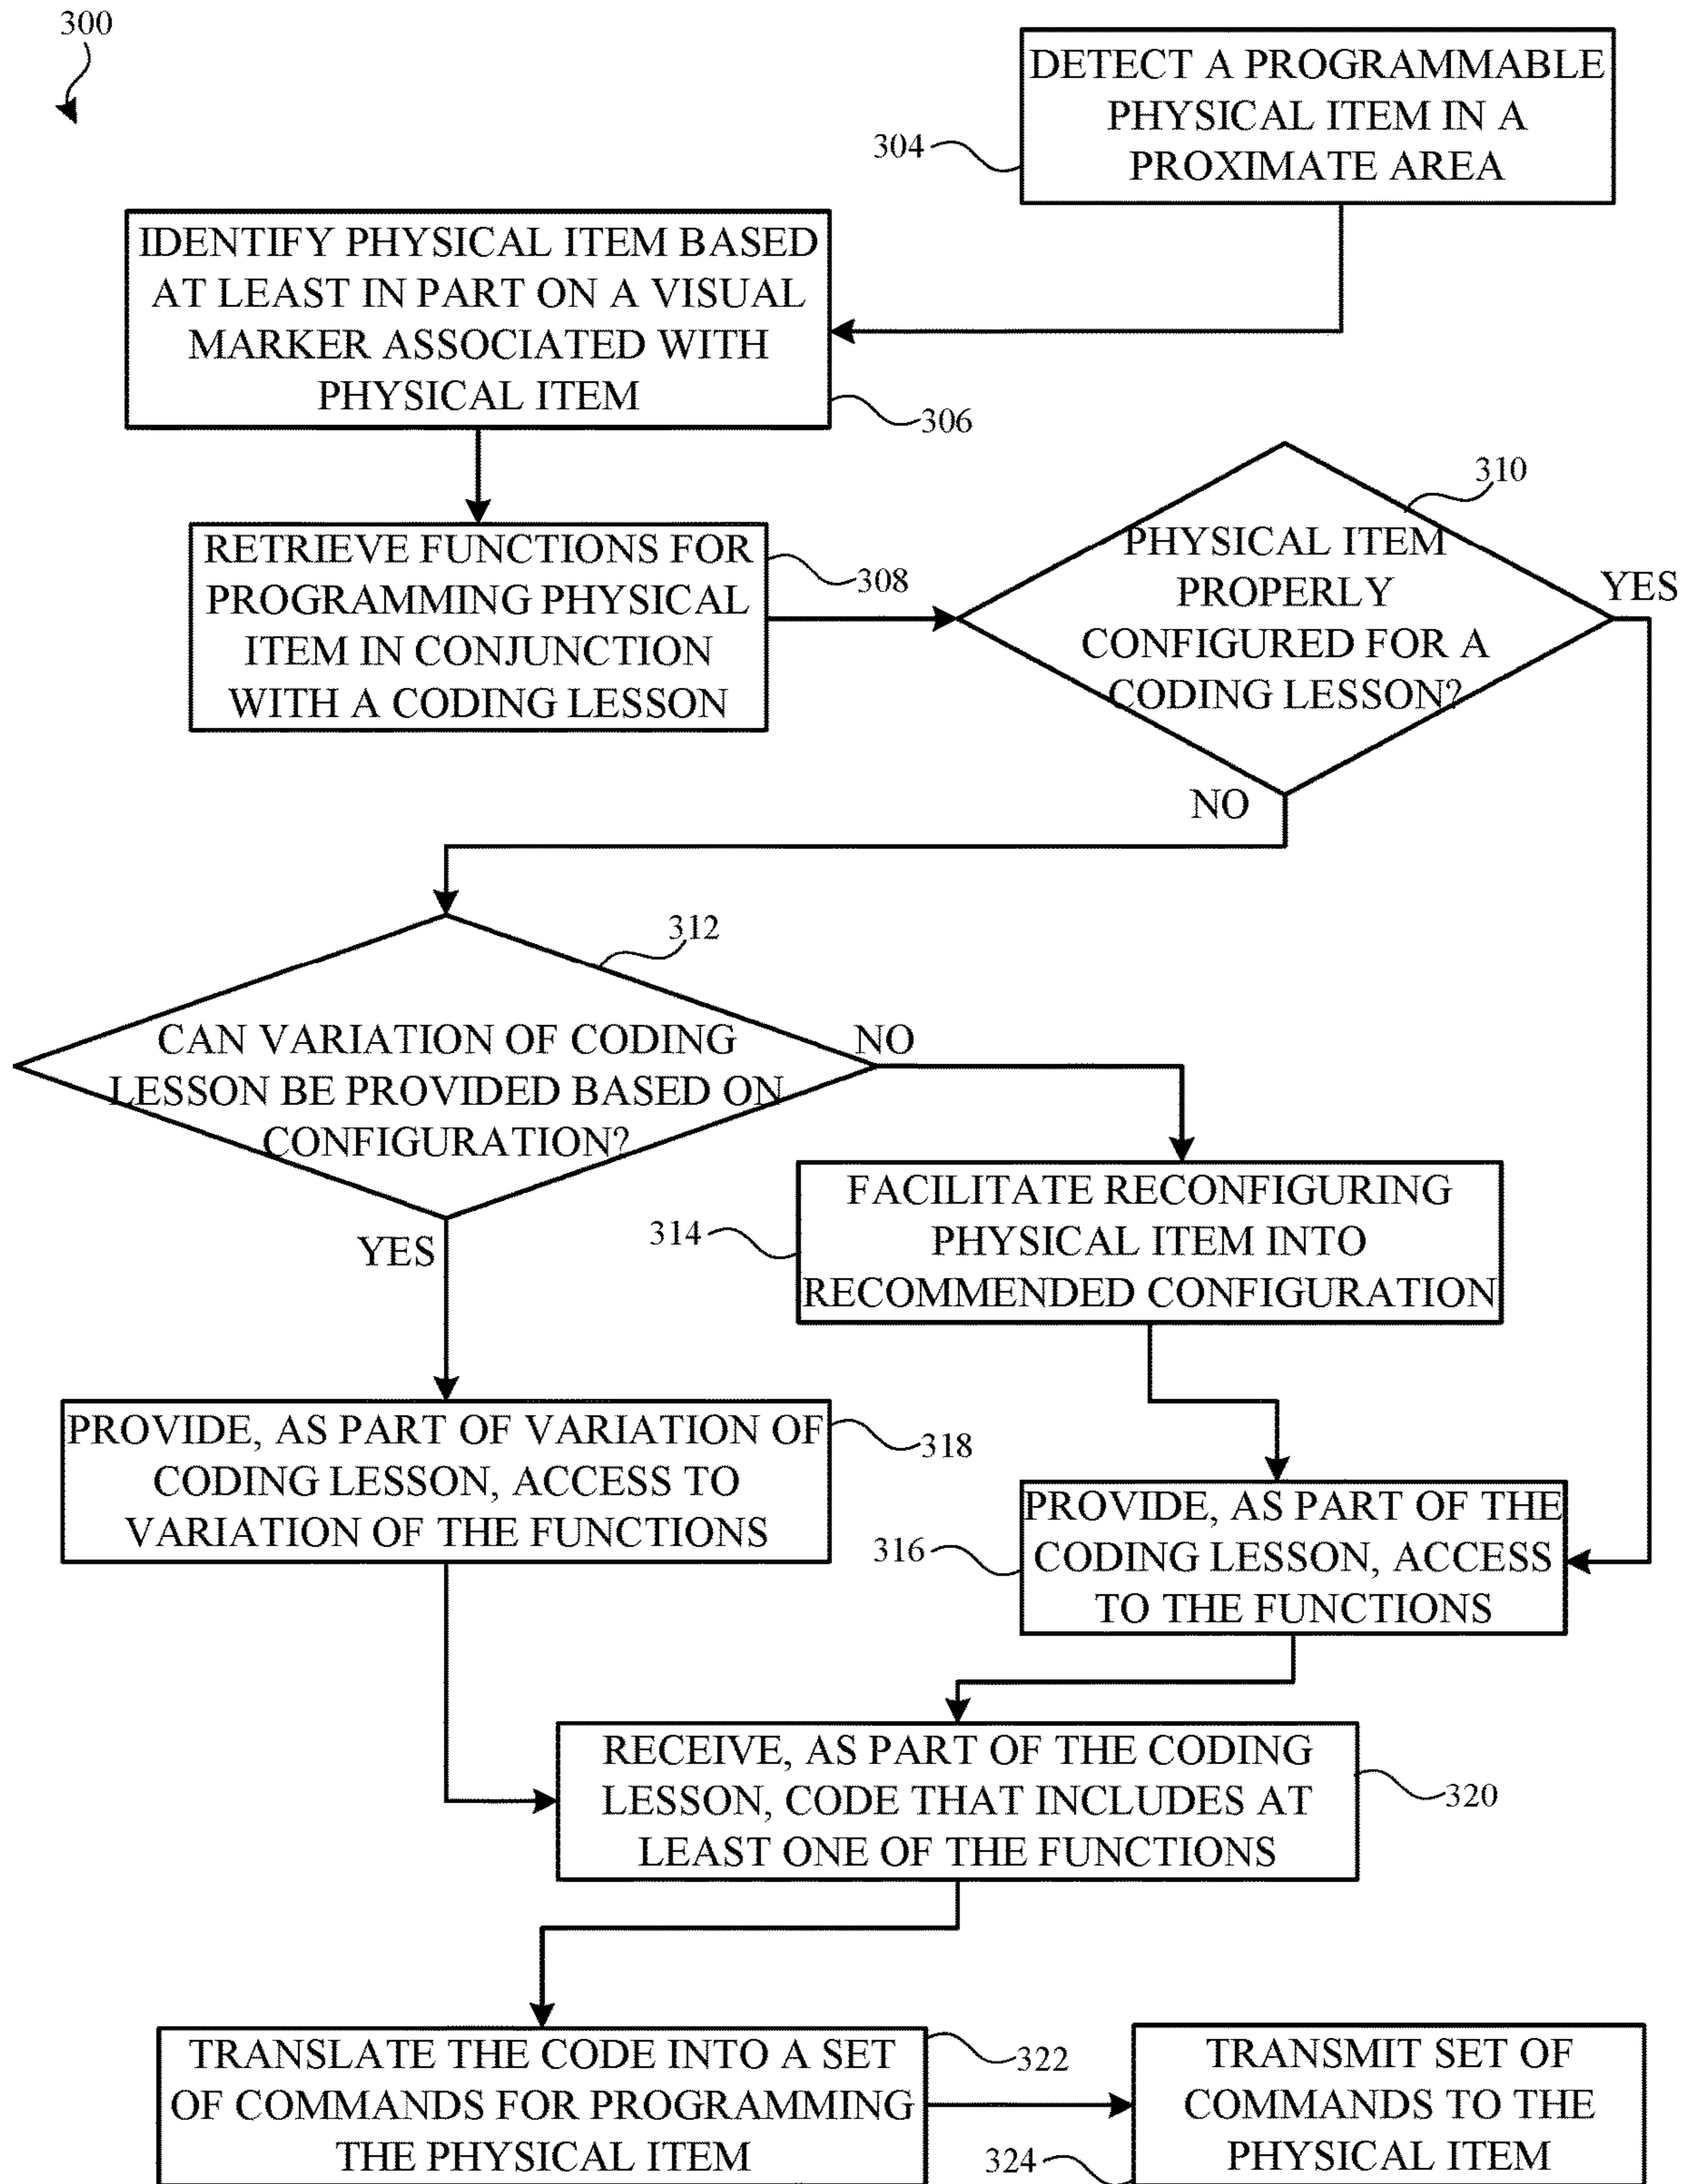 300
DETECT A PROGRAMMABLE
PHYSICAL ITEM IN A
PROXIMATE AREA
304
IDENTIFY PHYSICAL ITEM BASED
AT LEAST IN PART ON A VISUAL
MARKER ASSOCIATED WITH
PHYSICAL ITEM
306
RETRIEVE FUNCTIONS FOR
PROGRAMMING PHYSICAL
ITEM IN CONJUNCTION
WITH A CODING LESSON
308
310
PHYSICAL ITEM
PROPERLY
CONFIGURED FOR A
CODING LESSON?
YES
NO
312
CAN VARIATION OF CODING
LESSON BE PROVIDED BASED ON
CONFIGURATION?
NO
YES
FACILITATE RECONFIGURING
PHYSICAL ITEM INTO
RECOMMENDED CONFIGURATION
314
PROVIDE, AS PART OF VARIATION OF
CODING LESSON, ACCESS TO
VARIATION OF THE FUNCTIONS
318
PROVIDE, AS PART OF THE
CODING LESSON, ACCESS
TO THE FUNCTIONS
316
RECEIVE, AS PART OF THE CODING
LESSON, CODE THAT INCLUDES AT
LEAST ONE OF THE FUNCTIONS
320
TRANSLATE THE CODE INTO A SET
OF COMMANDS FOR PROGRAMMING
THE PHYSICAL ITEM
322
TRANSMIT SET OF
COMMANDS TO THE
PHYSICAL ITEM
324